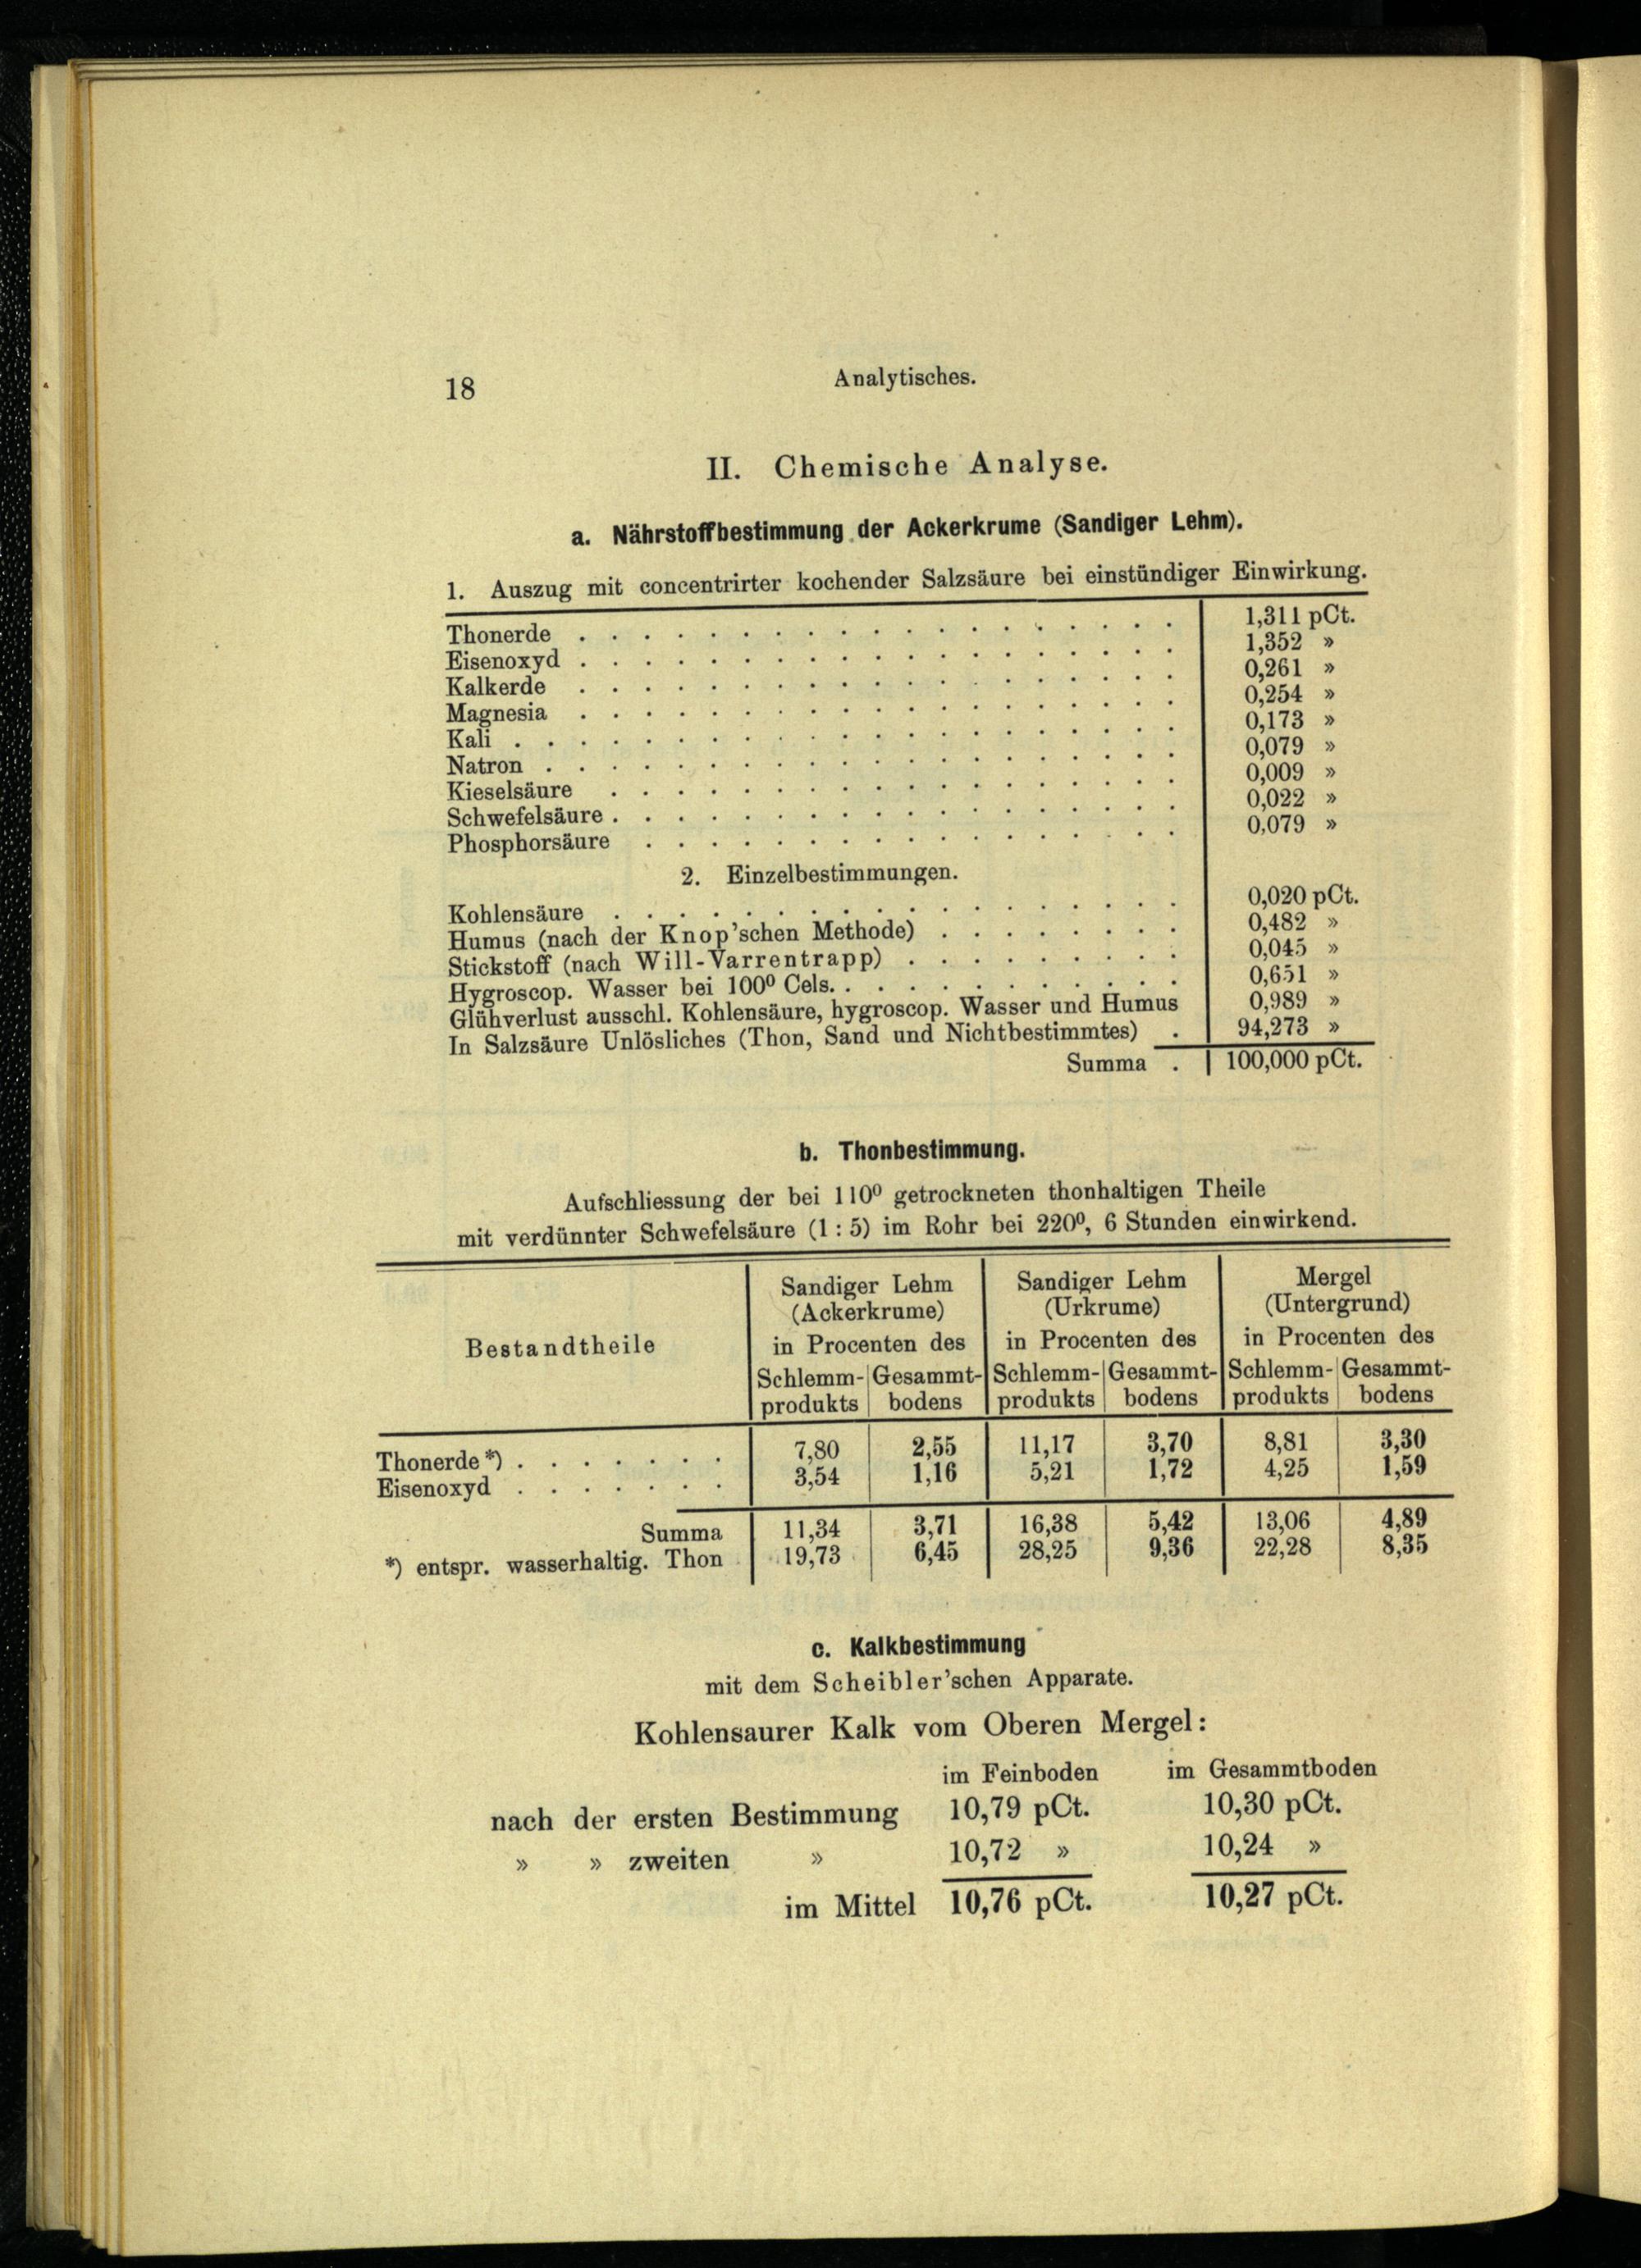 18 Analytisches.
II. Chemische Analyse.
a. Nährstoffbestimmung der Ackerkrume (Sandiger Lehm).
1. Auszug mit concentrirter kochender Salzsäure bei einstündiger Einwirkung.
Thonerde . . . . . . . . . . . . . . . . . . . 1,311 pCt.
Eisenoxyd . . . . . . . . . . . . . . . . . . . 1,352 »
Kalkerde . . . . . . . . . . . . . . . . . . . 0,261 »
Magnesia . . . . . . . . . . . . . . . . . . . 0,254 »
Kali . . . . . . . . . . . . . . . . . . . . . 0,173 »
Natron . . . . . . . . . . . . . . . . . . . . 0,079 »
Kieselsäure . . . . . . . . . . . . . . . . . . 0,009 »
Schwefelsäure . . . . . . . . . . . . . . . . . . 0,022 »
Phosphorsäure . . . . . . . . . . . . . . . . . 0,079 »
2. Einzelbestimmungen.
Kohlensäure . . . . . . . . . . . . . . . . . . 0,020 pCt.
Humus (nach der Knop'schen Methode) . . . . . . . . 0,482 »
Stickstoff (nach Will-Varrentrapp) . . . . . . . . . 0,045 »
Hygroscop. Wasser bei 100⁰ Cels. . . . . . . . . . . . 0,651 »
Glühverlust ausschl. Kohlensäure, hygroscop. Wasser und Humus 0,989 »
In Salzsäure Unlösliches (Thon, Sand und Nichtbestimmtes) . 94,273 »
Summa . 100,000 pCt.
b. Thonbestimmung.
Aufschliessung der bei 110⁰ getrockneten thonhaltigen Theile
mit verdünnter Schwefelsäure (1 : 5) im Rohr bei 220⁰, 6 Stunden einwirkend.
Sandiger Lehm Sandiger Lehm Mergel
(Ackerkrume) (Urkrume) (Untergrund)
Bestandtheile in Procenten des in Procenten des in Procenten des
Schlemm- Gesammt- Schlemm- Gesammt- Schlemm- Gesammt-
produkts bodens produkts bodens produkts bodens
Thonerde *) . . . . . . . 7,80 2,55 11,17 3,70 8,81 3,30
Eisenoxyd . . . . . . . 3,54 1,16 5,21 1,72 4,25 1,59
Summa 11,34 3,71 16,38 5,42 13,06 4,89
*) entspr. wasserhaltig. Thon 19,73 6,45 28,25 9,36 22,28 8,35
c. Kalkbestimmung
mit dem Scheibler'schen Apparate.
Kohlensaurer Kalk vom Oberen Mergel:
im Feinboden im Gesammtboden
nach der ersten Bestimmung 10,79 pCt. 10,30 pCt.
» » zweiten » 10,72 » 10,24 »
im Mittel 10,76 pCt. 10,27 pCt.